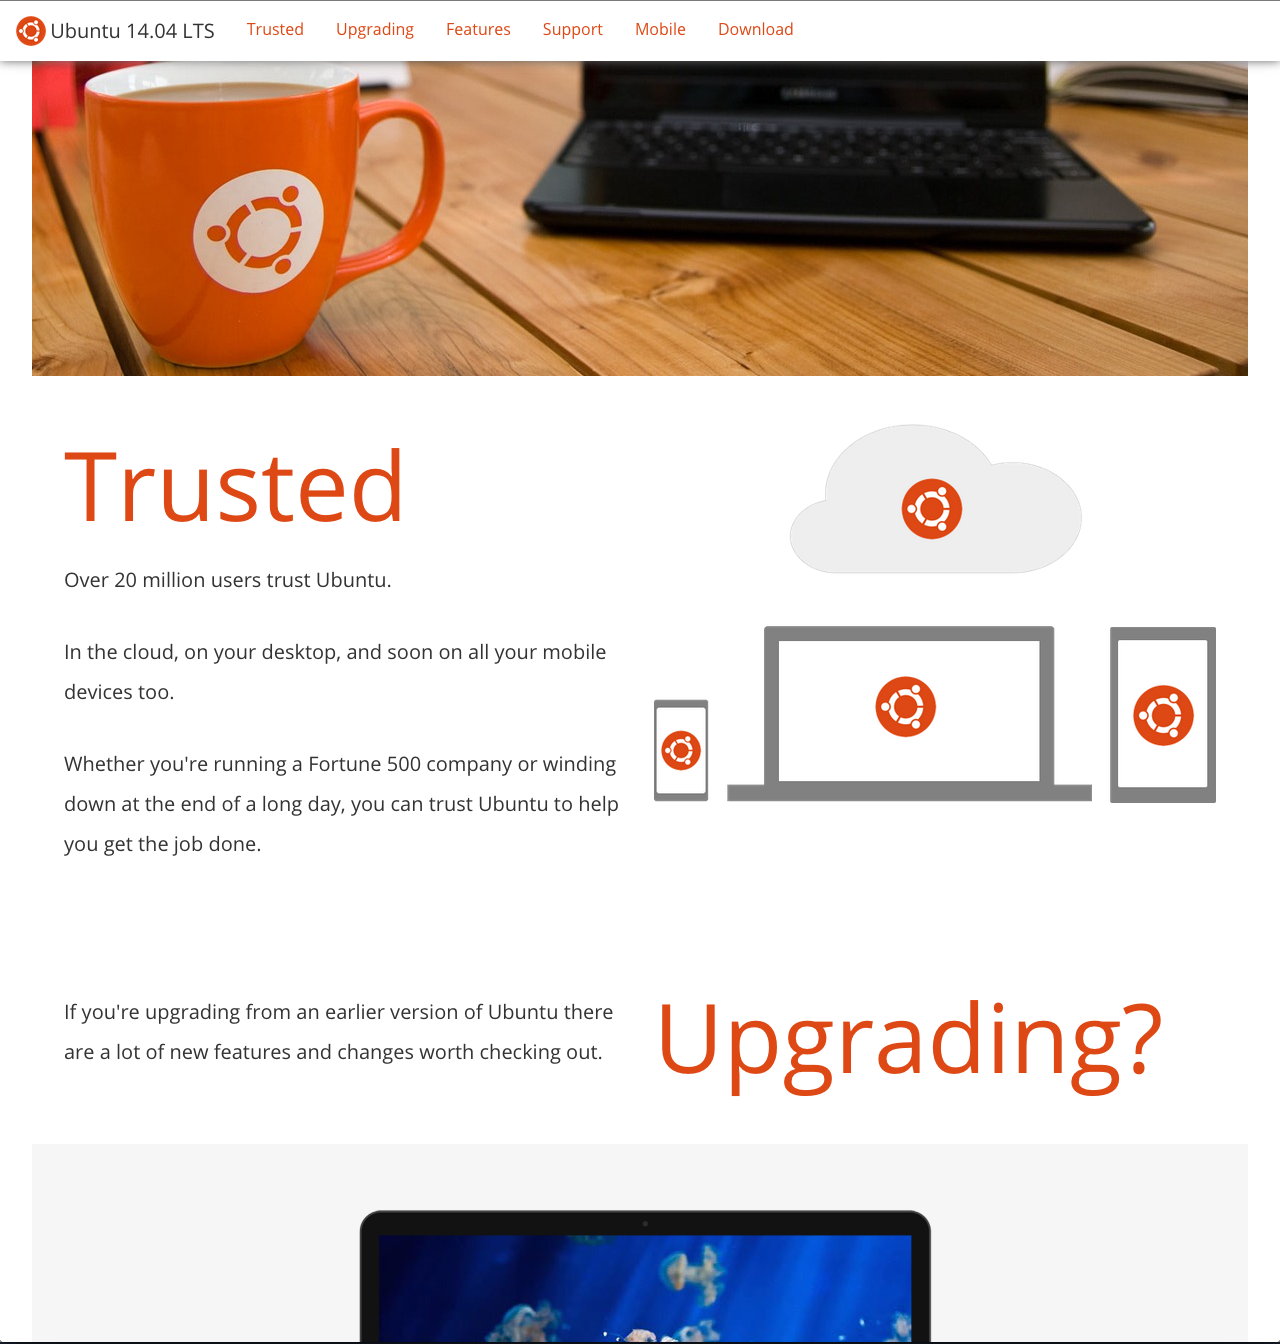 Ubuntu 14.04 LTS Trusted Upgrading Features Support Mobile Download
SAMSUNG
Trusted
Over 20 million users trust Ubuntu.
In the cloud, on your desktop, and soon on all your mobile
devices too.
Whether you're running a Fortune 500 company or winding
down at the end of a long day, you can trust Ubuntu to help
you get the job done.
If you're upgrading from an earlier version of Ubuntu there
are a lot of new features and changes worth checking out.
Upgrading?